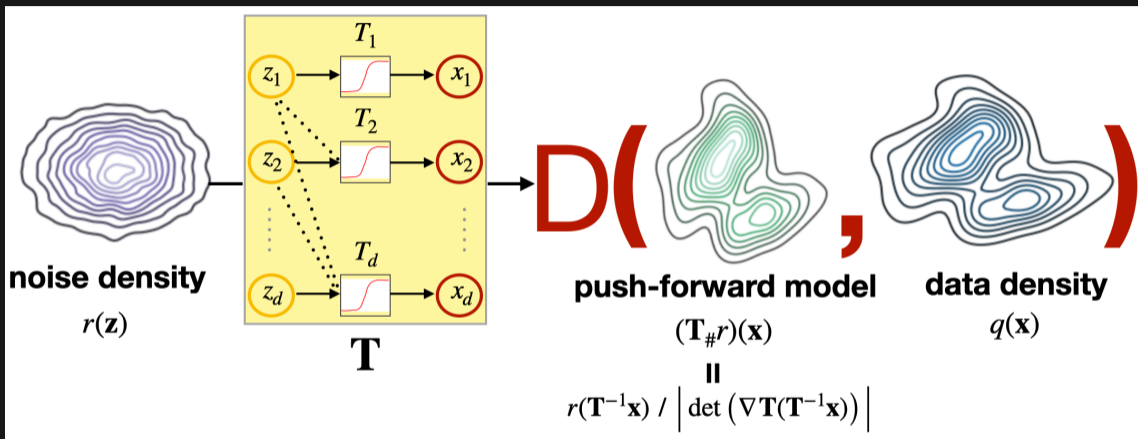 T₁
z₁ x₁
T₂
z₂ x₂
T_d
z_d x_d
T
D( , )
noise density
r(z)
push-forward model
(T_#r)(x)
=
r(T⁻¹x) / |det (∇T(T⁻¹x))|
data density
q(x)